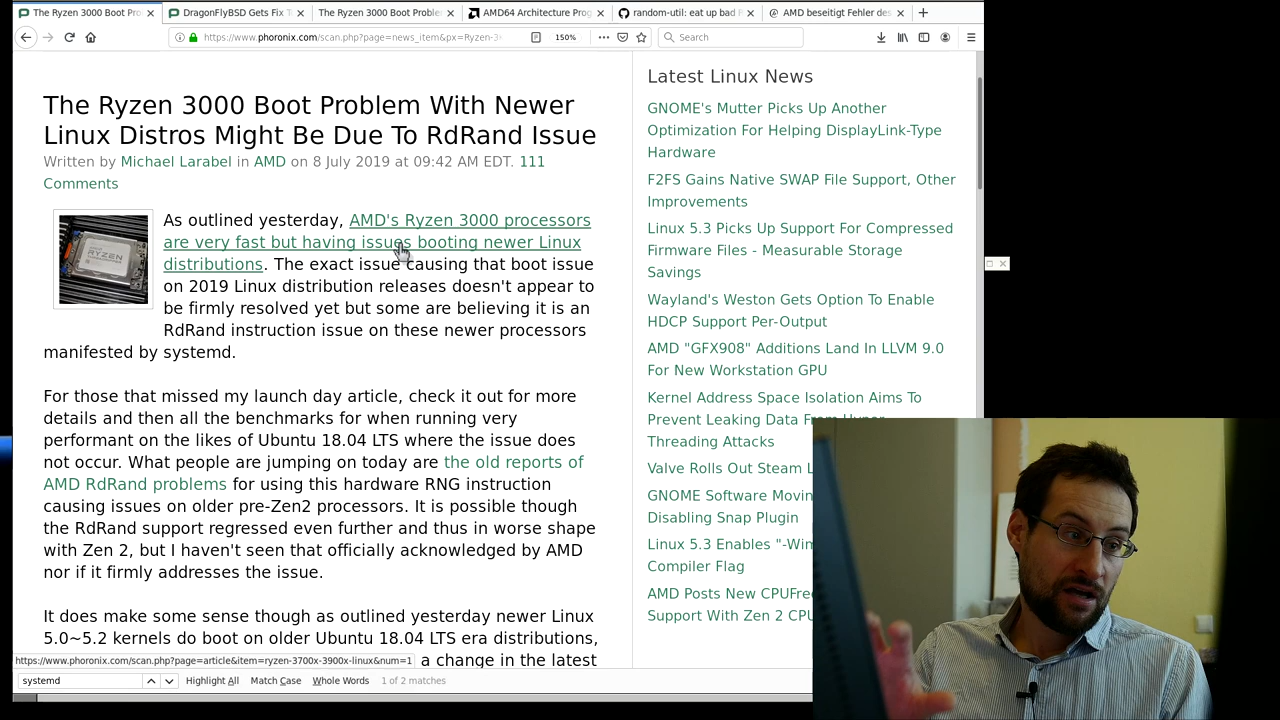 The Ryzen 3000 Boot Pro
DragonFlyBSD Gets Fix
The Ryzen 3000 Boot Proble
AMD64 Architecture Prog
random-util: eat up bad
AMD beseitigt Fehler des
https://www.phoronix.com/scan.php?page=news_item&px=Ryzen-3
150%
Search
The Ryzen 3000 Boot Problem With Newer
Linux Distros Might Be Due To RdRand Issue
Written by Michael Larabel in AMD on 8 July 2019 at 09:42 AM EDT. 111
Comments
RYZEN
As outlined yesterday, AMD's Ryzen 3000 processors
are very fast but having issues booting newer Linux
distributions. The exact issue causing that boot issue
on 2019 Linux distribution releases doesn't appear to
be firmly resolved yet but some are believing it is an
RdRand instruction issue on these newer processors
manifested by systemd.
For those that missed my launch day article, check it out for more
details and then all the benchmarks for when running very
performant on the likes of Ubuntu 18.04 LTS where the issue does
not occur. What people are jumping on today are the old reports of
AMD RdRand problems for using this hardware RNG instruction
causing issues on older pre-Zen2 processors. It is possible though
the RdRand support regressed even further and thus in worse shape
with Zen 2, but I haven't seen that officially acknowledged by AMD
nor if it firmly addresses the issue.
It does make some sense though as outlined yesterday newer Linux
5.0~5.2 kernels do boot on older Ubuntu 18.04 LTS era distributions,
a change in the latest
Latest Linux News
GNOME's Mutter Picks Up Another
Optimization For Helping DisplayLink-Type
Hardware
F2FS Gains Native SWAP File Support, Other
Improvements
Linux 5.3 Picks Up Support For Compressed
Firmware Files - Measurable Storage
Savings
Wayland's Weston Gets Option To Enable
HDCP Support Per-Output
AMD "GFX908" Additions Land In LLVM 9.0
For New Workstation GPU
Kernel Address Space Isolation Aims To
Prevent Leaking Data From Hyper
Threading Attacks
Valve Rolls Out Steam L
GNOME Software Movin
Disabling Snap Plugin
Linux 5.3 Enables "-Wim
Compiler Flag
AMD Posts New CPUFre
Support With Zen 2 CPU
https://www.phoronix.com/scan.php?page=article&item=ryzen-3700x-3900x-linux&num=1
systemd
Highlight All
Match Case
Whole Words
1 of 2 matches